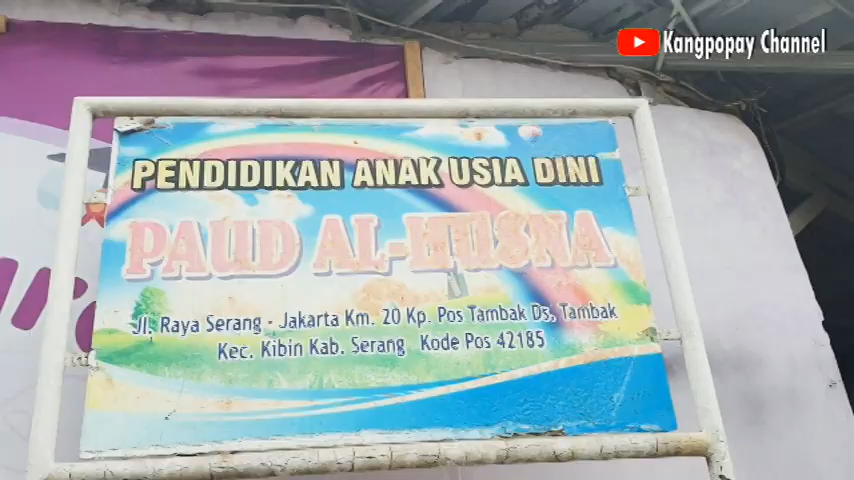 Kangpopay Channel
PENDIDIKAN ANAK USIA DINI
PAUD AL-HUSNA
Jl. Raya Serang - Jakarta Km. 20 Kp. Pos Tambak Ds. Tambak
Kec. Kibin Kab. Serang Kode Pos 42185